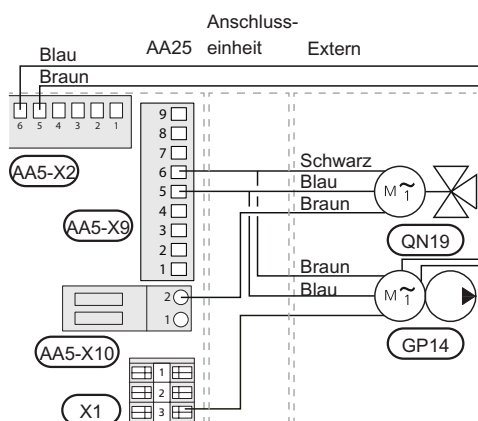 Anschluss-
AA25 einheit Extern
Blau
Braun
6 5 4 3 2 1
AA5-X2
9
8
7
6
5
4
3
2
1
AA5-X9
Schwarz
Blau
Braun
M ~ 1
QN19
Braun
Blau
M ~ 1
GP14
2
1
AA5-X10
1
2
3
X1